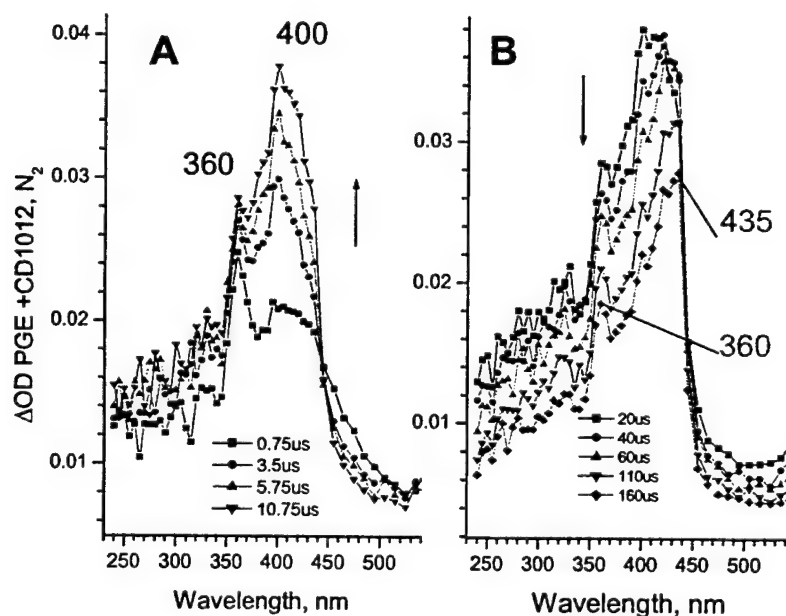 A
400
360
ΔOD PGE +CD1012, N₂
0.04
0.03
0.02
0.01
0.75us
3.5us
5.75us
10.75us
250 300 350 400 450 500
Wavelength, nm
B
435
360
0.03
0.02
0.01
20us
40us
60us
110us
160us
250 300 350 400 450 500
Wavelength, nm